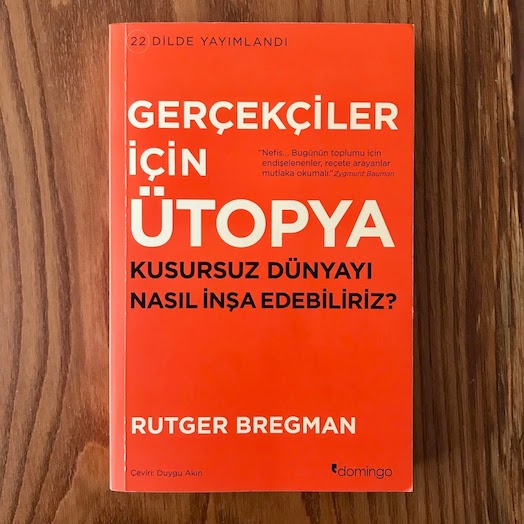 22 DİLDE YAYIMLANDI
GERÇEKÇİLER
İÇİN
"Nefis... Bugünün toplumu için
endişelenenler, reçete arayanlar
mutlaka okumalı." Zygmunt Bauman
ÜTOPYA
KUSURSUZ DÜNYAYI
NASIL İNŞA EDEBİLİRİZ?
RUTGER BREGMAN
Çeviri: Duygu Akın
domingo